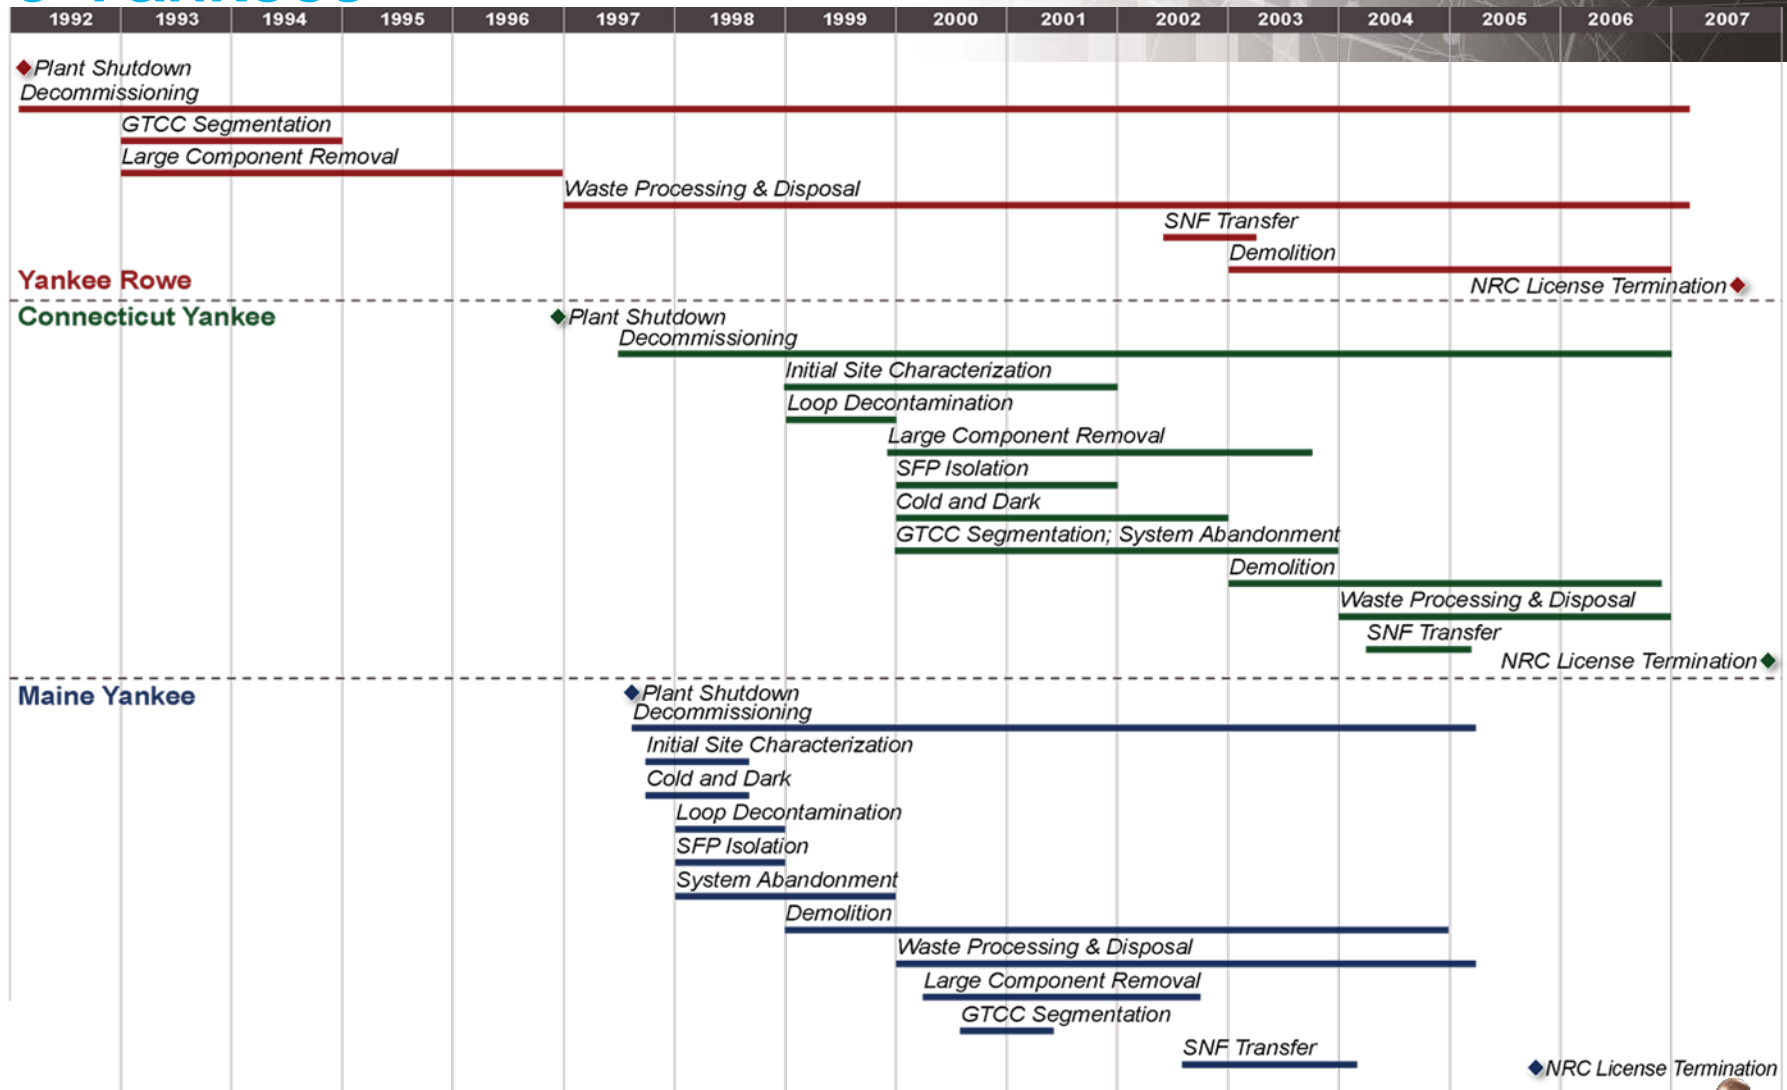 1992 1993 1994 1995 1996 1997 1998 1999 2000 2001 2002 2003 2004 2005 2006 2007
Plant Shutdown
Decommissioning
GTCC Segmentation
Large Component Removal
Waste Processing & Disposal
SNF Transfer
Demolition
Yankee Rowe
NRC License Termination
Connecticut Yankee
Plant Shutdown
Decommissioning
Initial Site Characterization
Loop Decontamination
Large Component Removal
SFP Isolation
Cold and Dark
GTCC Segmentation; System Abandonment
Demolition
Waste Processing & Disposal
SNF Transfer
NRC License Termination
Maine Yankee
Plant Shutdown
Decommissioning
Initial Site Characterization
Cold and Dark
Loop Decontamination
SFP Isolation
System Abandonment
Demolition
Waste Processing & Disposal
Large Component Removal
GTCC Segmentation
SNF Transfer
NRC License Termination